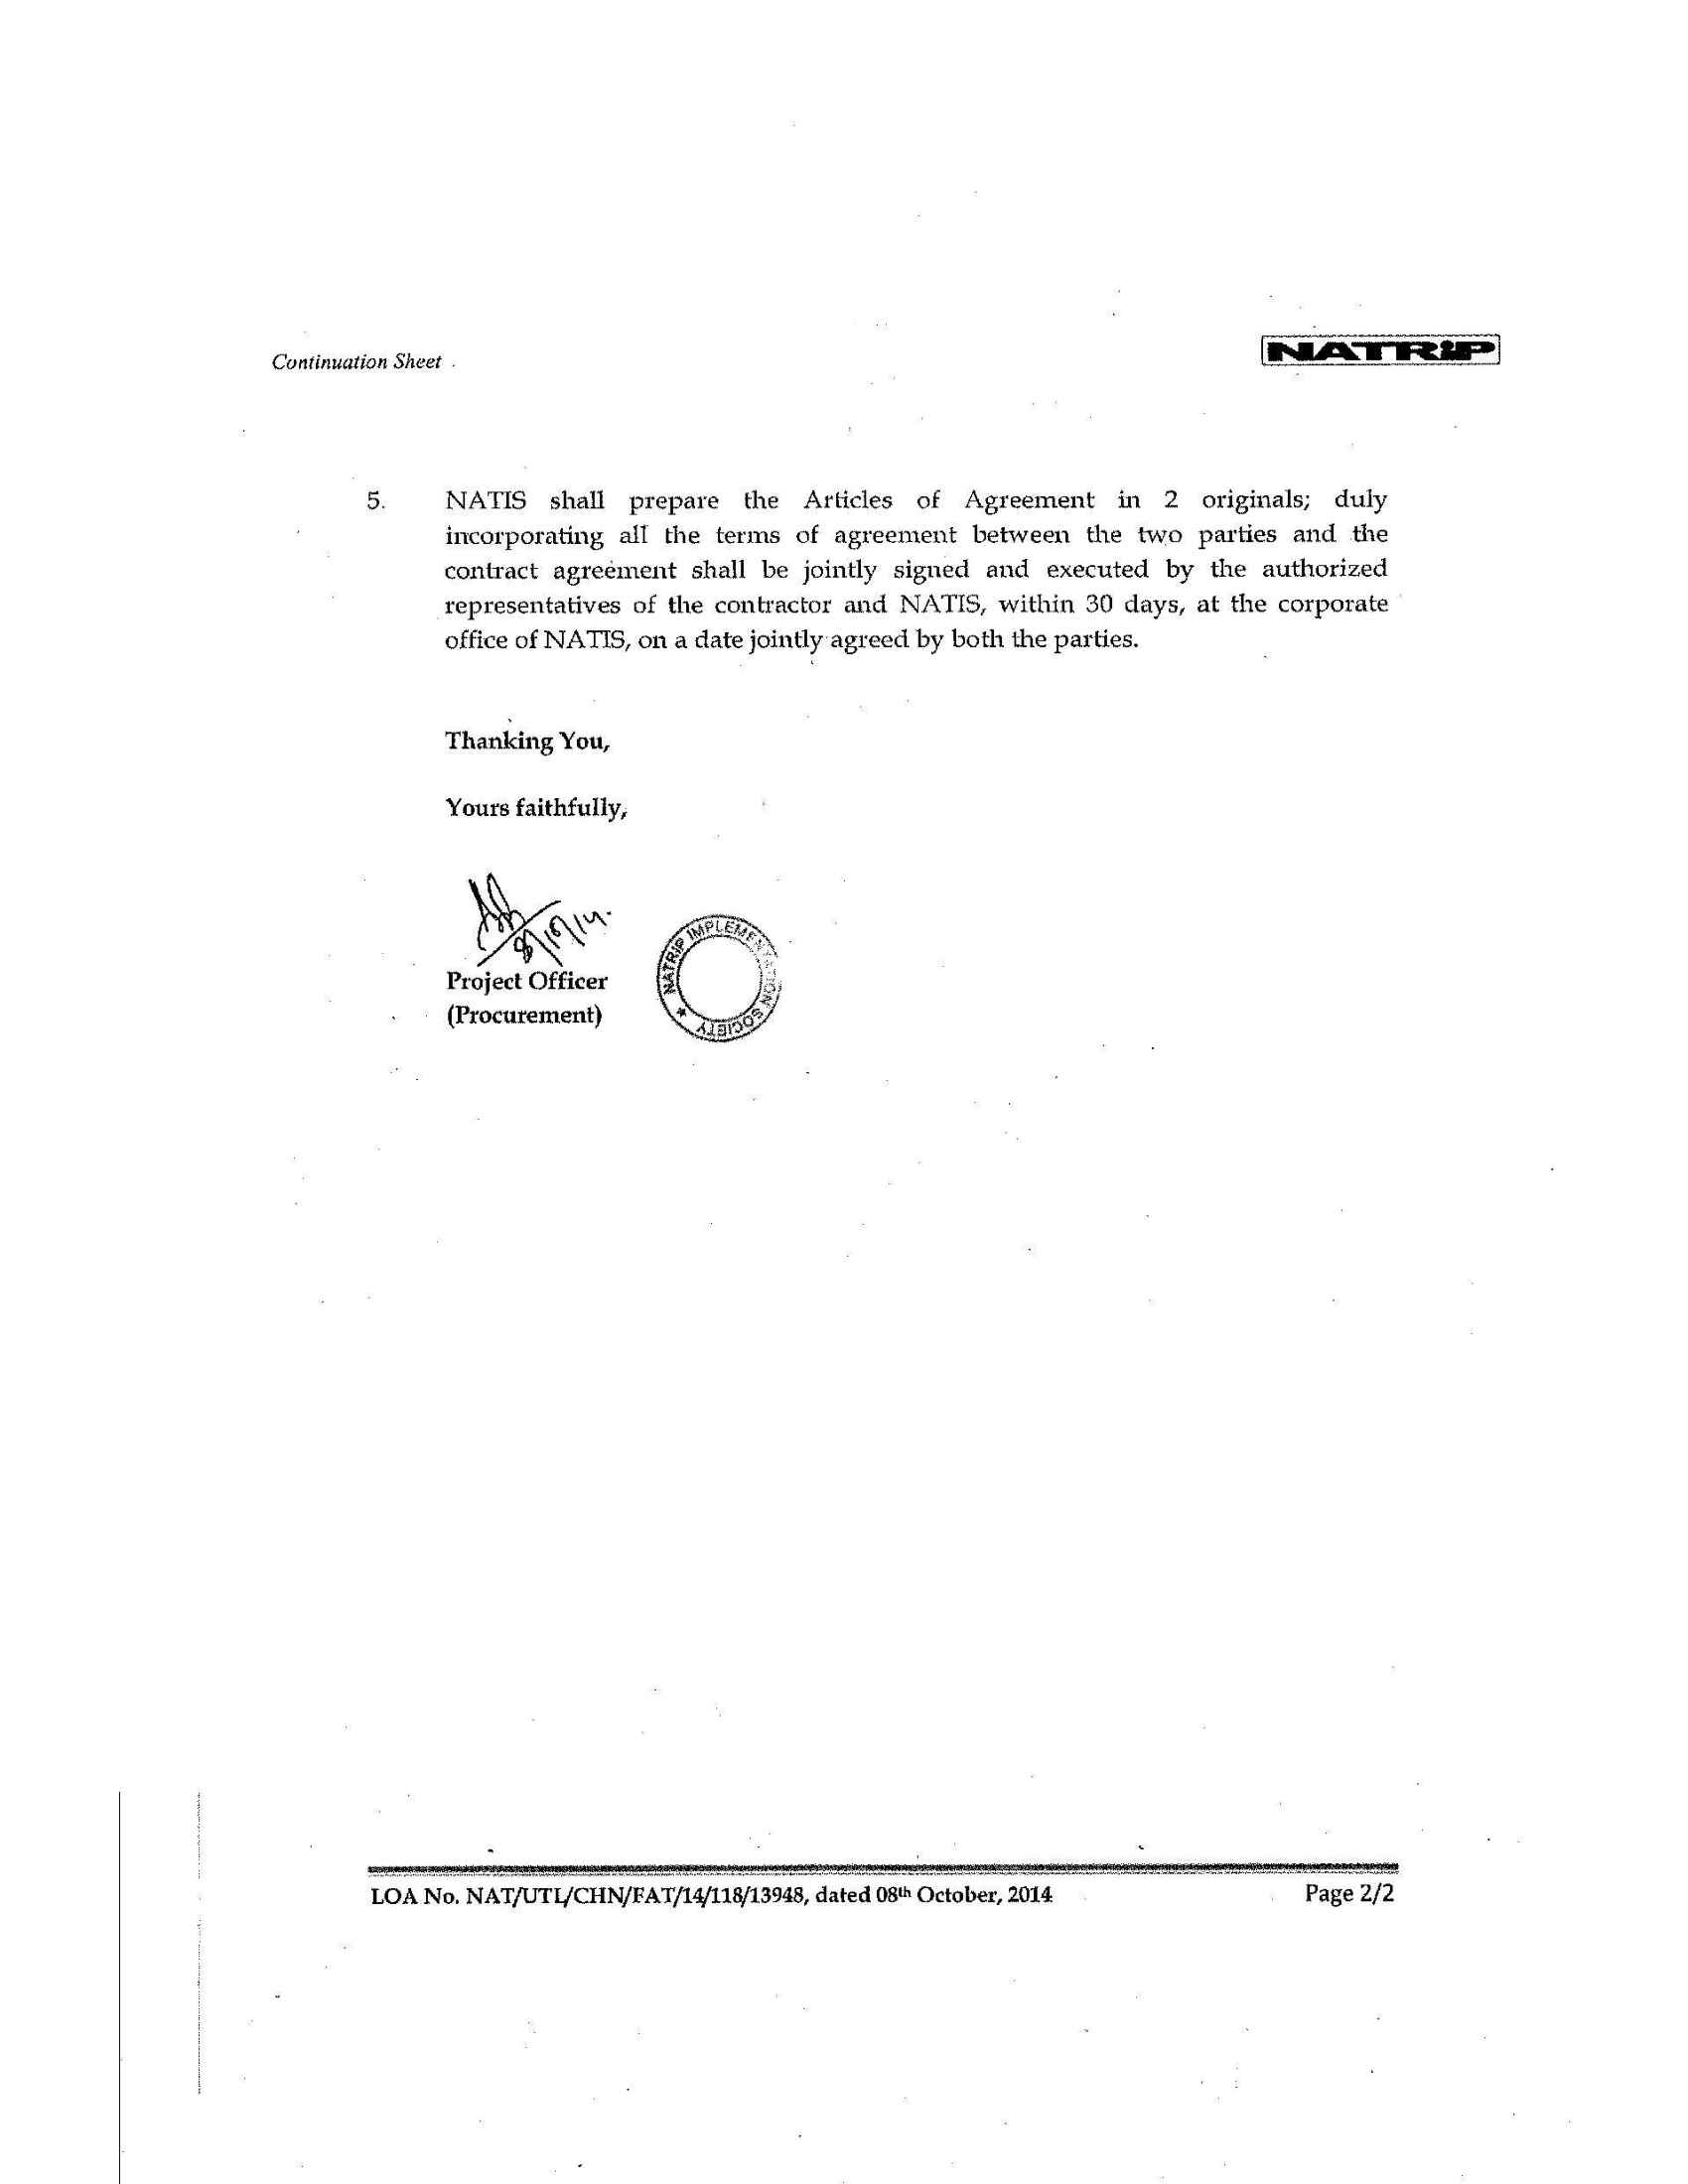 Continuation Sheet
NATRiP
5. NATIS shall prepare the Articles of Agreement in 2 originals; duly
incorporating all the terms of agreement between the two parties and the
contract agreement shall be jointly signed and executed by the authorized
representatives of the contractor and NATIS, within 30 days, at the corporate
office of NATIS, on a date jointly agreed by both the parties.
Thanking You,
Yours faithfully,
8/10/14.
Project Officer
(Procurement)
NATRIP IMPLEMENTATION SOCIETY
LOA No. NAT/UTL/CHN/FAT/14/118/13948, dated 08th October, 2014 Page 2/2